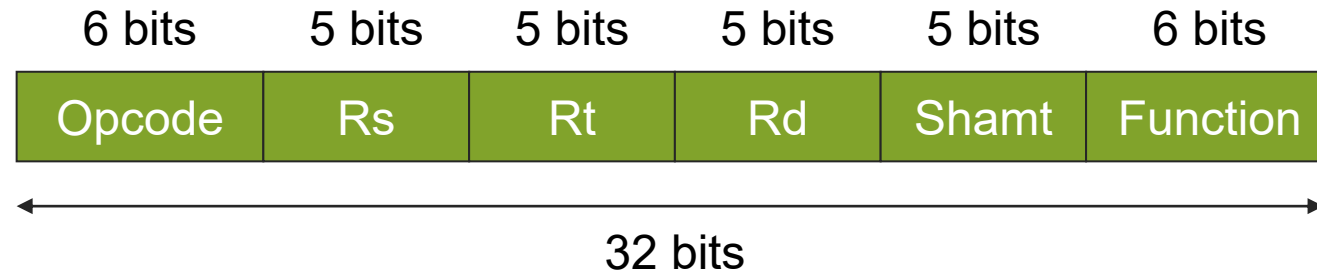 6 bits 5 bits 5 bits 5 bits 5 bits 6 bits
Opcode Rs Rt Rd Shamt Function
32 bits